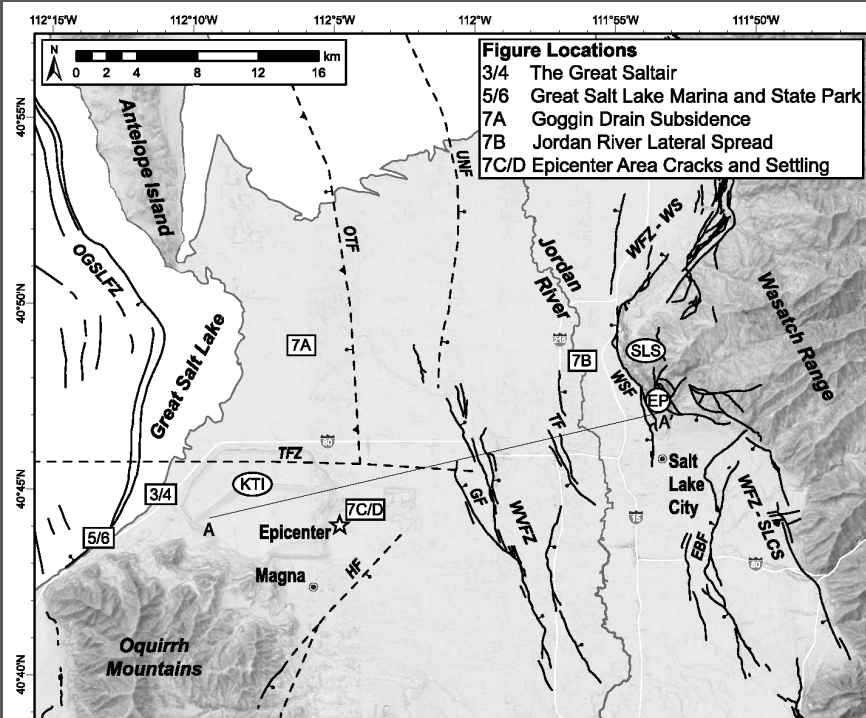 112°15'W 112°10'W 112°5'W 112°W 111°55'W 111°50'W
N
km
0 2 4 8 12 16
Figure Locations
3/4 The Great Saltair
5/6 Great Salt Lake Marina and State Park
7A Goggin Drain Subsidence
7B Jordan River Lateral Spread
7C/D Epicenter Area Cracks and Settling
40°55'N
Antelope Island
UNF
OTF
WFZ - WS
OGSLFZ
Jordan
River
Wasatch Range
40°50'N
Great Salt Lake
7A
215
7B
SLS
WSF
EP
A'
TF
80
TFZ
Salt
Lake
City
40°45'N
KTI
3/4
GF
WVFZ
WFZ - SLCS
7C/D
A
15
Epicenter
5/6
EBF
80
HF
Magna
Oquirrh
Mountains
40°40'N